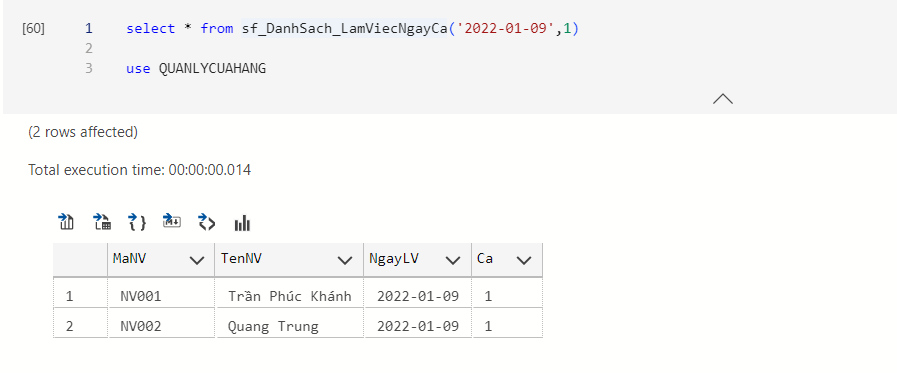 [60] 1 select * from sf_DanhSach_LamViecNgayCa('2022-01-09',1)
2
3 use QUANLYCUAHANG
(2 rows affected)
Total execution time: 00:00:00.014
MaNV TenNV NgayLV Ca
1 NV001 Trần Phúc Khánh 2022-01-09 1
2 NV002 Quang Trung 2022-01-09 1